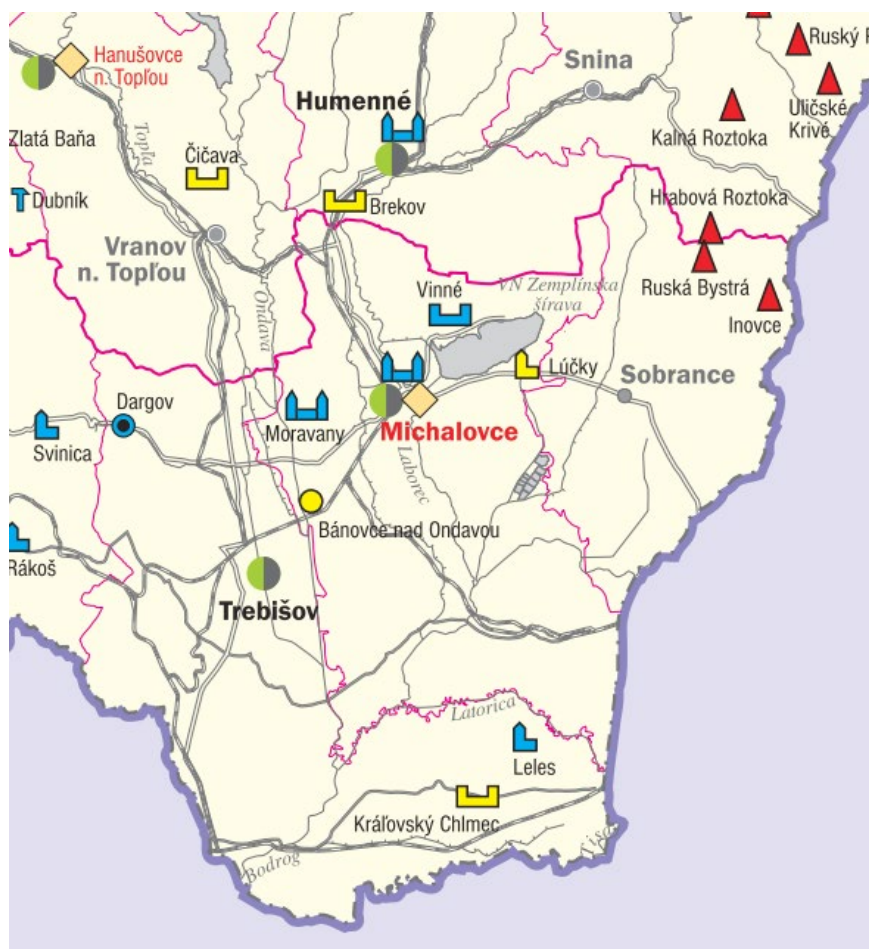 Ruský P
Hanušovce
n. Topľou
Snina
Humenné
Uličské
Krivé
Zlatá Baňa
Topľa
Kalná Roztoka
Čičava
Dubník
Brekov
Hrabová Roztoka
Vranov
n. Topľou
Ondava
Vinné
VN Zemplínska
šírava
Ruská Bystrá
Inovce
Lúčky
Sobrance
Dargov
Moravany
Michalovce
Svinica
Laborec
Bánovce nad Ondavou
Rákoš
Trebišov
Latorica
Leles
Kráľovský Chlmec
Bodrog
Tisa